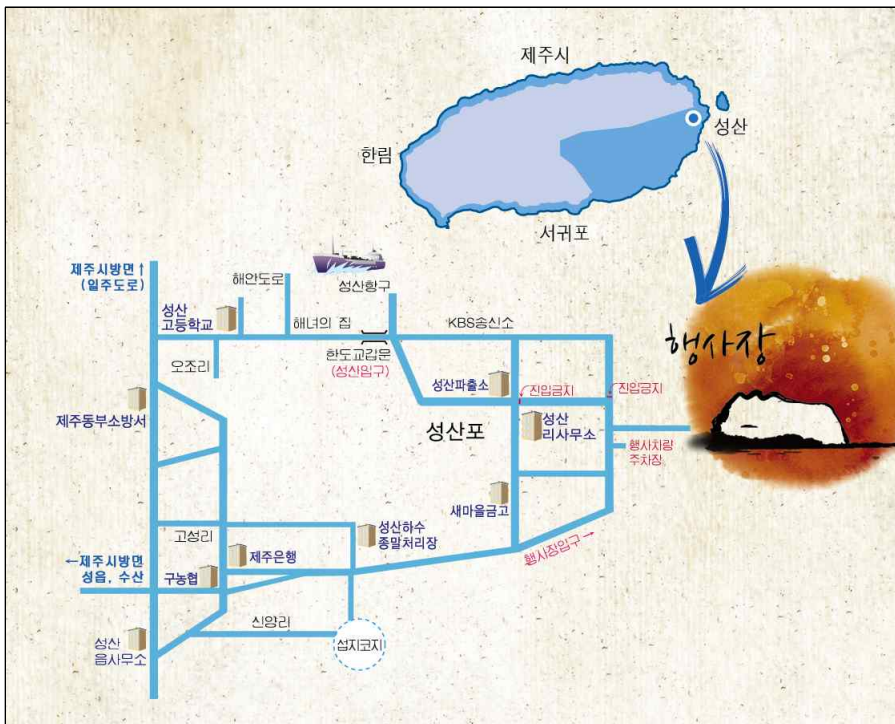 제주시
성산
한림
서귀포
제주시방면 ↑
(일주도로)
성산
고등학교
해안도로
성산항구
해녀의 집
KBS송신소
오조리
한도교갑문
(성산입구)
행사장
성산파출소
진입금지
진입금지
제주동부소방서
성산포
성산
리사무소
행사차량
주차장
새마을금고
성산하수
종말처리장
고성리
제주은행
행사장입구 →
←제주시방면
성읍, 수산
구농협
신양리
섭지코지
성산
읍사무소